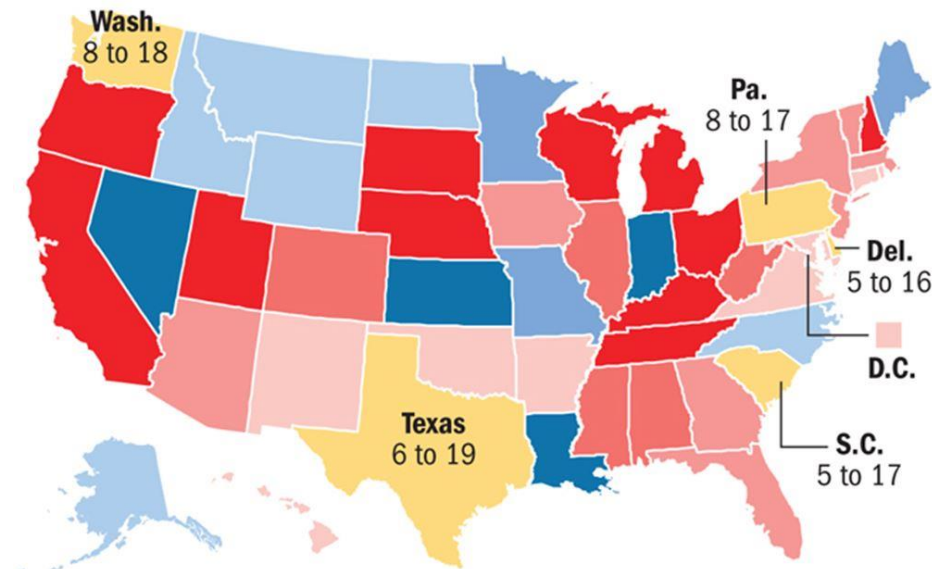 Wash.
8 to 18
Pa.
8 to 17
Del.
5 to 16
D.C.
Texas
6 to 19
S.C.
5 to 17